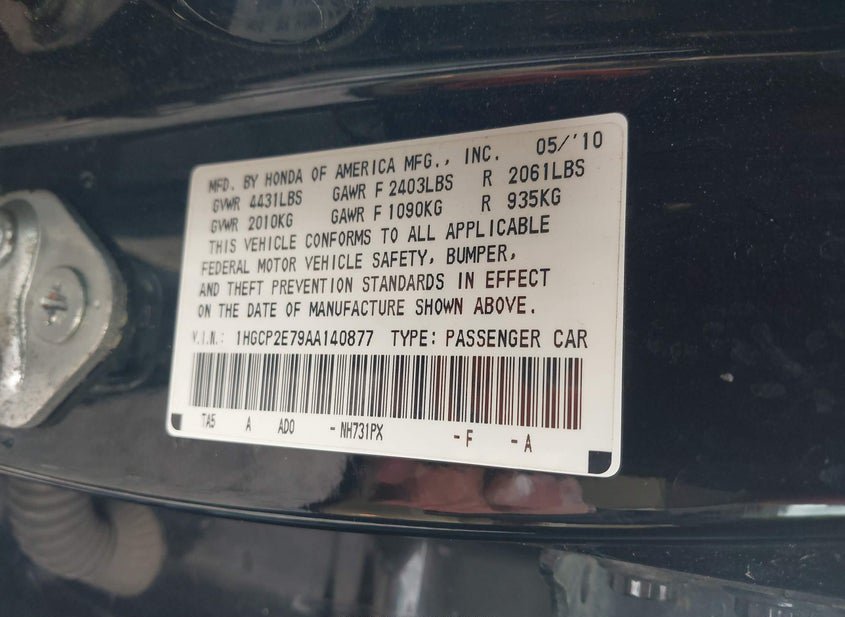 MFD. BY HONDA OF AMERICA MFG., INC. 05/'10
GVWR 4431LBS GAWR F 2403LBS R 2061LBS
GVWR 2010KG GAWR F 1090KG R 935KG
THIS VEHICLE CONFORMS TO ALL APPLICABLE
FEDERAL MOTOR VEHICLE SAFETY, BUMPER,
AND THEFT PREVENTION STANDARDS IN EFFECT
ON THE DATE OF MANUFACTURE SHOWN ABOVE.
V.I.N.: 1HGCP2E79AA140877 TYPE: PASSENGER CAR
TA5 A AD0 -NH731PX -F -A